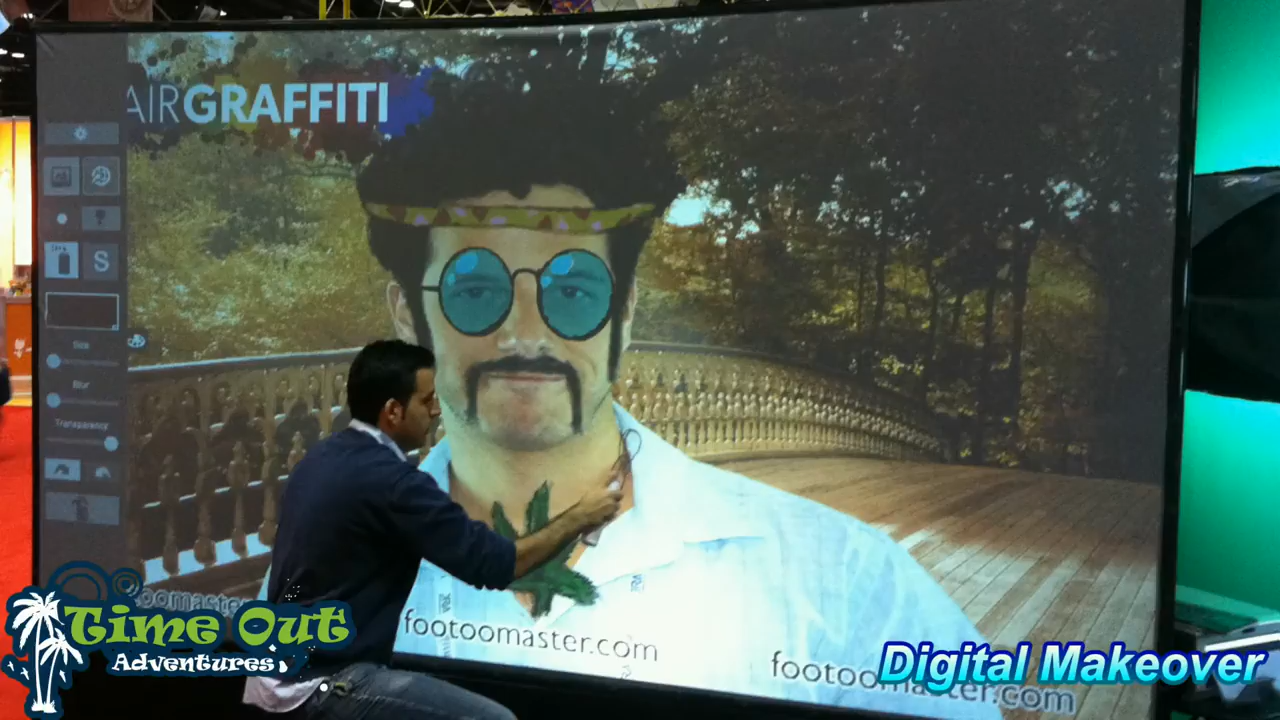 AIRGRAFFITI
S
Size
Blur
Transparency
footoomaster.com
footoomaster.com
Time Out
Adventures
Digital Makeover